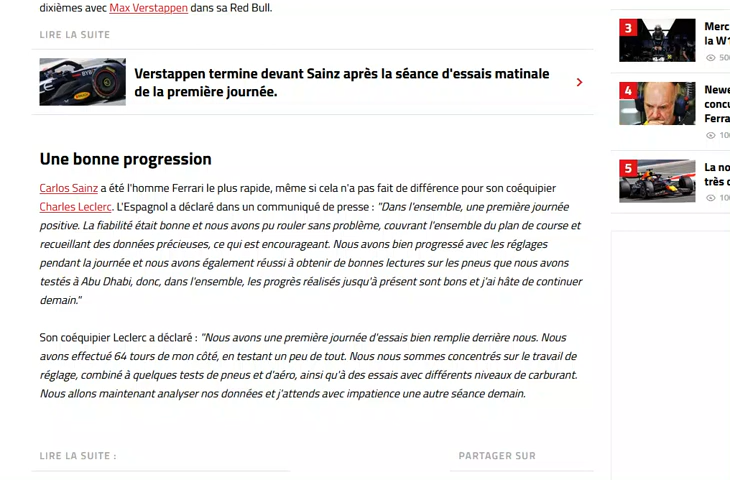 dixièmes avec Max Verstappen dans sa Red Bull.
LIRE LA SUITE
Verstappen termine devant Sainz après la séance d'essais matinale
de la première journée.
Une bonne progression
Carlos Sainz a été l'homme Ferrari le plus rapide, même si cela n'a pas fait de différence pour son coéquipier
Charles Leclerc. L'Espagnol a déclaré dans un communiqué de presse : "Dans l'ensemble, une première journée
positive. La fiabilité était bonne et nous avons pu rouler sans problème, couvrant l'ensemble du plan de course et
recueillant des données précieuses, ce qui est encourageant. Nous avons bien progressé avec les réglages
pendant la journée et nous avons également réussi à obtenir de bonnes lectures sur les pneus que nous avons
testés à Abu Dhabi, donc, dans l'ensemble, les progrès réalisés jusqu'à présent sont bons et j'ai hâte de continuer
demain."
Son coéquipier Leclerc a déclaré : "Nous avons une première journée d'essais bien remplie derrière nous. Nous
avons effectué 64 tours de mon côté, en testant un peu de tout. Nous nous sommes concentrés sur le travail de
réglage, combiné à quelques tests de pneus et d'aéro, ainsi qu'à des essais avec différents niveaux de carburant.
Nous allons maintenant analyser nos données et j'attends avec impatience une autre séance demain.
LIRE LA SUITE :
PARTAGER SUR
3
Merc
la W1
4
Newe
concu
Ferra
5
La no
très d